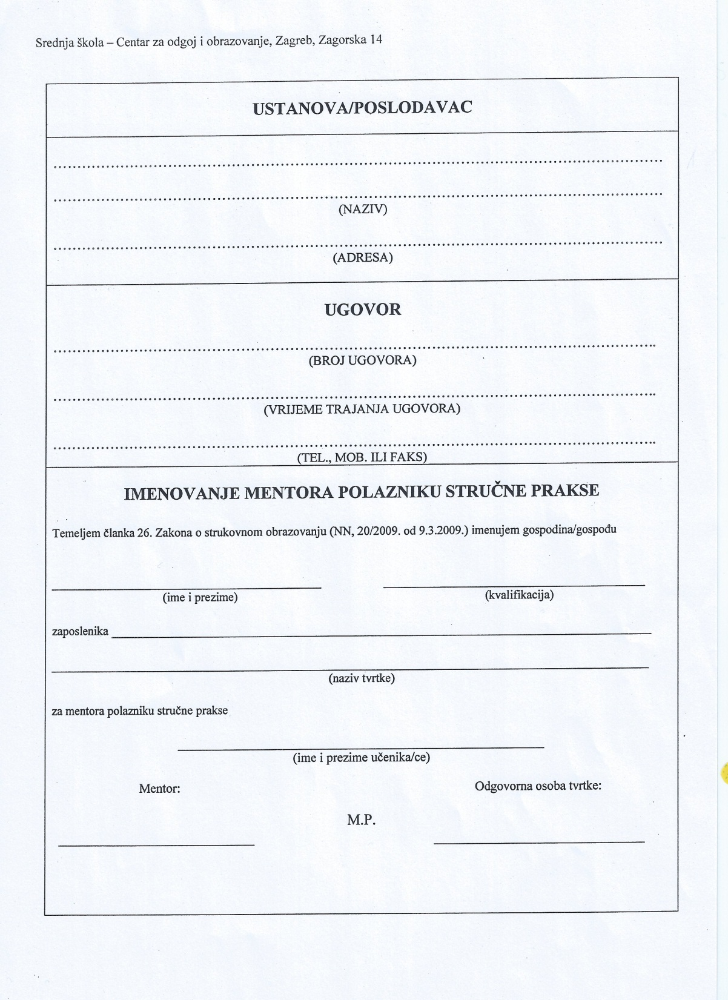 Srednja škola – Centar za odgoj i obrazovanje, Zagreb, Zagorska 14
USTANOVA/POSLODAVAC
(NAZIV)
(ADRESA)
UGOVOR
(BROJ UGOVORA)
(VRIJEME TRAJANJA UGOVORA)
(TEL., MOB. ILI FAKS)
IMENOVANJE MENTORA POLAZNIKU STRUČNE PRAKSE
Temeljem članka 26. Zakona o strukovnom obrazovanju (NN, 20/2009. od 9.3.2009.) imenujem gospodina/gospođu
(ime i prezime) (kvalifikacija)
zaposlenika
(naziv tvrtke)
za mentora polazniku stručne prakse
(ime i prezime učenika/ce)
Mentor: Odgovorna osoba tvrtke:
M.P.